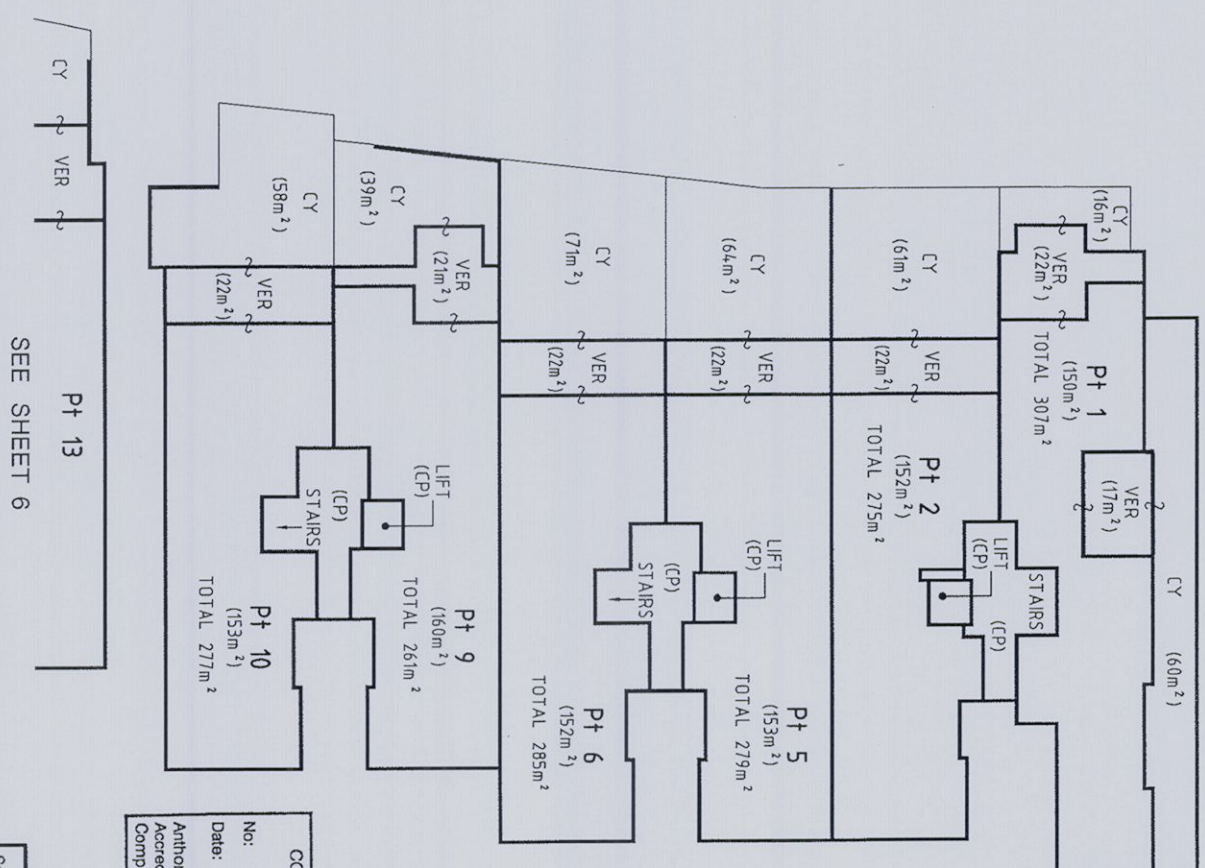 CY
(16m²)
VER
(22m²)
Pt 1
(150m²)
TOTAL 307m²
VER
(17m²)
CY (60m²)
CY
(61m²)
VER
(22m²)
Pt 2
(152m²)
TOTAL 275m²
LIFT
(CP)
STAIRS
(CP)
CY
(64m²)
VER
(22m²)
LIFT
(CP)
(CP)
STAIRS
Pt 5
(153m²)
TOTAL 279m²
CY
(71m²)
VER
(22m²)
Pt 6
(152m²)
TOTAL 285m²
CY
(39m²)
VER
(21m²)
LIFT
(CP)
(CP)
STAIRS
Pt 9
(160m²)
TOTAL 261m²
CY
(58m²)
VER
(22m²)
Pt 10
(153m²)
TOTAL 277m²
CY
VER
Pt 13
SEE SHEET 6
No:
Date: